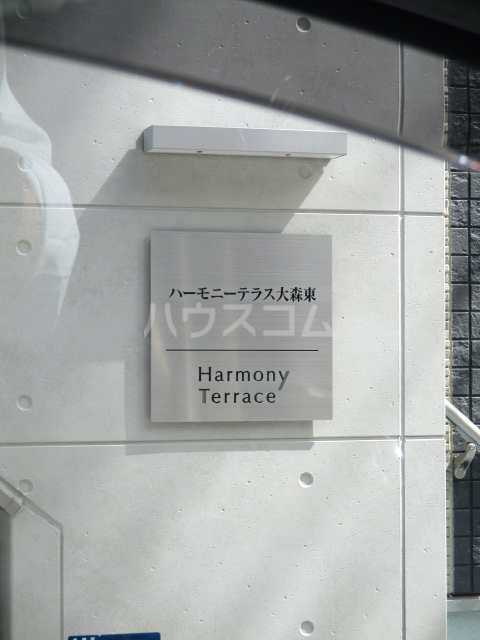 ハーモニーテラス大森東
ハウスコム
Harmony
Terrace